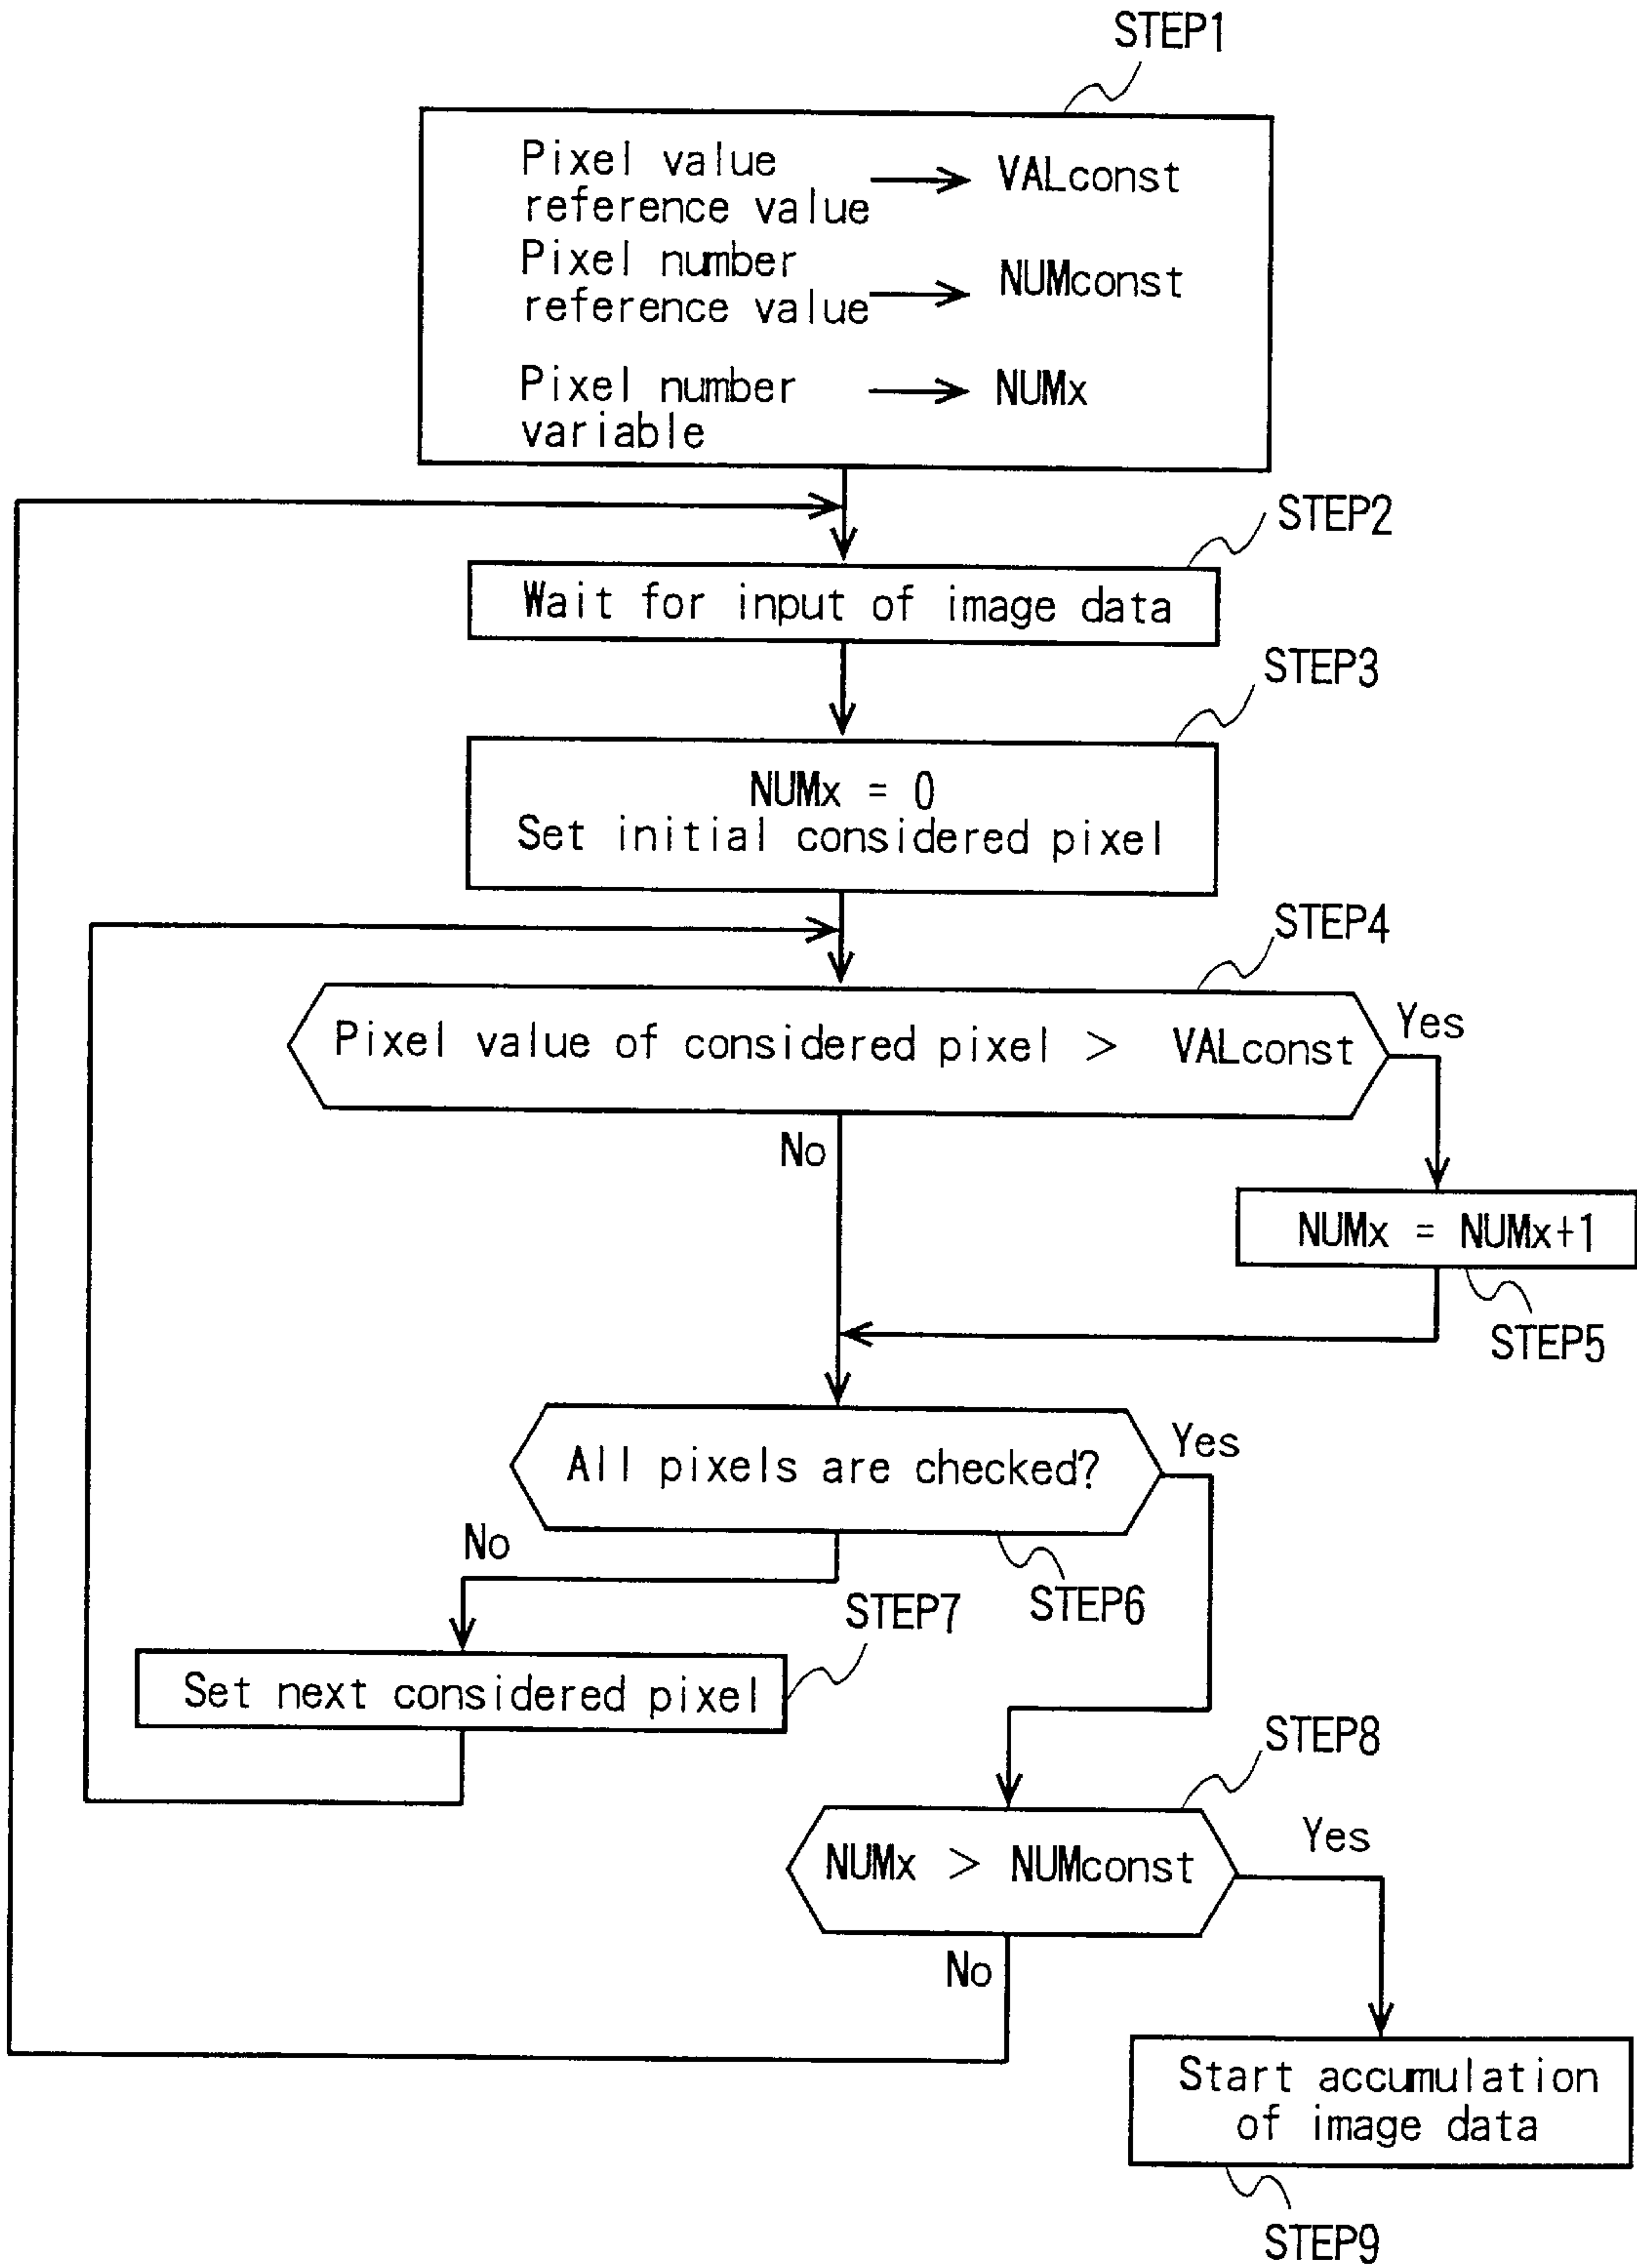 STEP1
Pixel value
reference value
VALconst
Pixel number
reference value
NUMconst
Pixel number
variable
NUMx
STEP2
Wait for input of image data
STEP3
NUMx = 0
Set initial considered pixel
STEP4
Pixel value of considered pixel > VALconst
Yes
No
NUMx = NUMx+1
STEP5
All pixels are checked?
Yes
No
STEP6
STEP7
Set next considered pixel
STEP8
NUMx > NUMconst
Yes
No
Start accumulation
of image data
STEP9